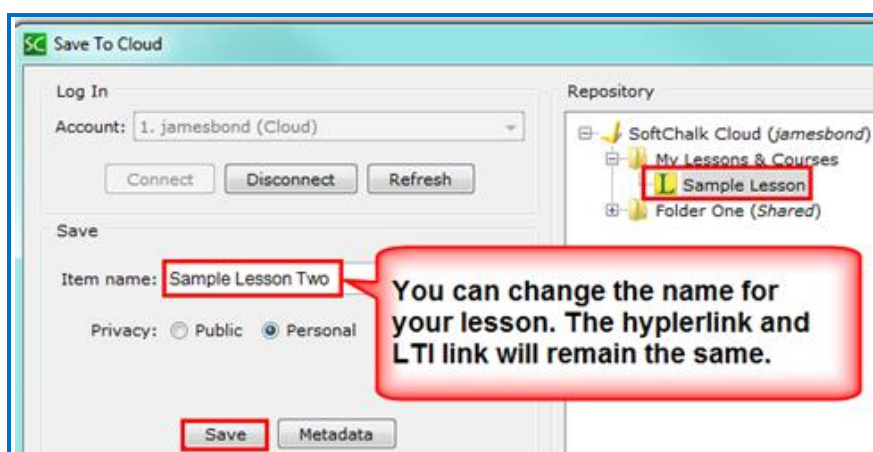 SC Save To Cloud
Log In
Account: 1. jamesbond (Cloud)
Connect Disconnect Refresh
Save
Item name: Sample Lesson Two
Privacy: Public Personal
Save Metadata
Repository
SoftChalk Cloud (jamesbond)
My Lessons & Courses
L Sample Lesson
Folder One (Shared)
You can change the name for
your lesson. The hyplerlink and
LTI link will remain the same.